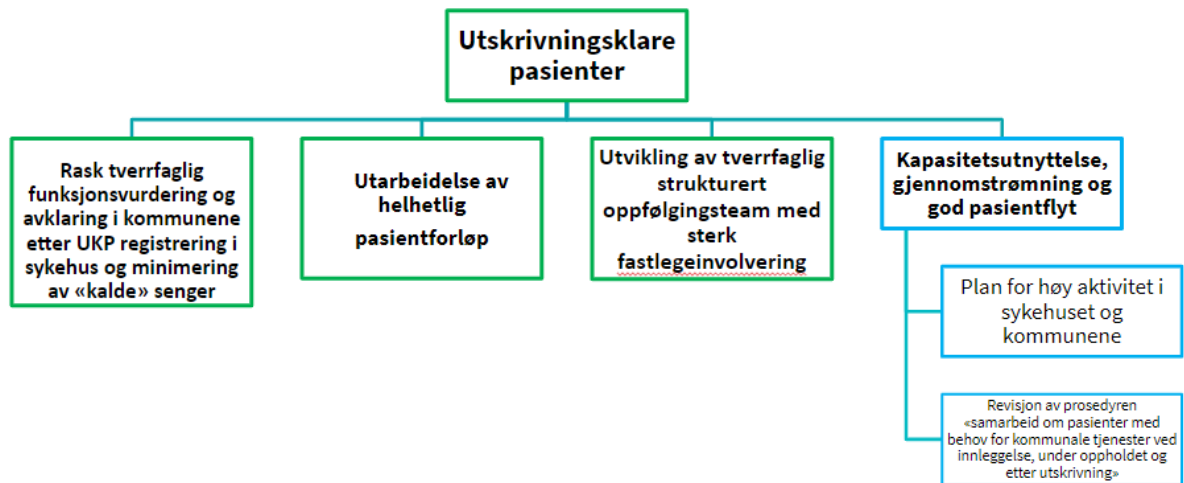 Utskrivningsklare
pasienter
Rask tverrfaglig
funksjonsvurdering og
avklaring i kommunene
etter UKP registrering i
sykehus og minimering
av «kalde» senger
Utarbeidelse av
helhetlig
pasientforløp
Utvikling av tverrfaglig
strukturert
oppfølgingsteam med
sterk
fastlegeinvolvering
Kapasitetsutnyttelse,
gjennomstrømning og
god pasientflyt
Plan for høy aktivitet i
sykehuset og
kommunene
Revisjon av prosedyren
«samarbeid om pasienter med
behov for kommunale tjenester ved
innleggelse, under oppholdet og
etter utskrivning»